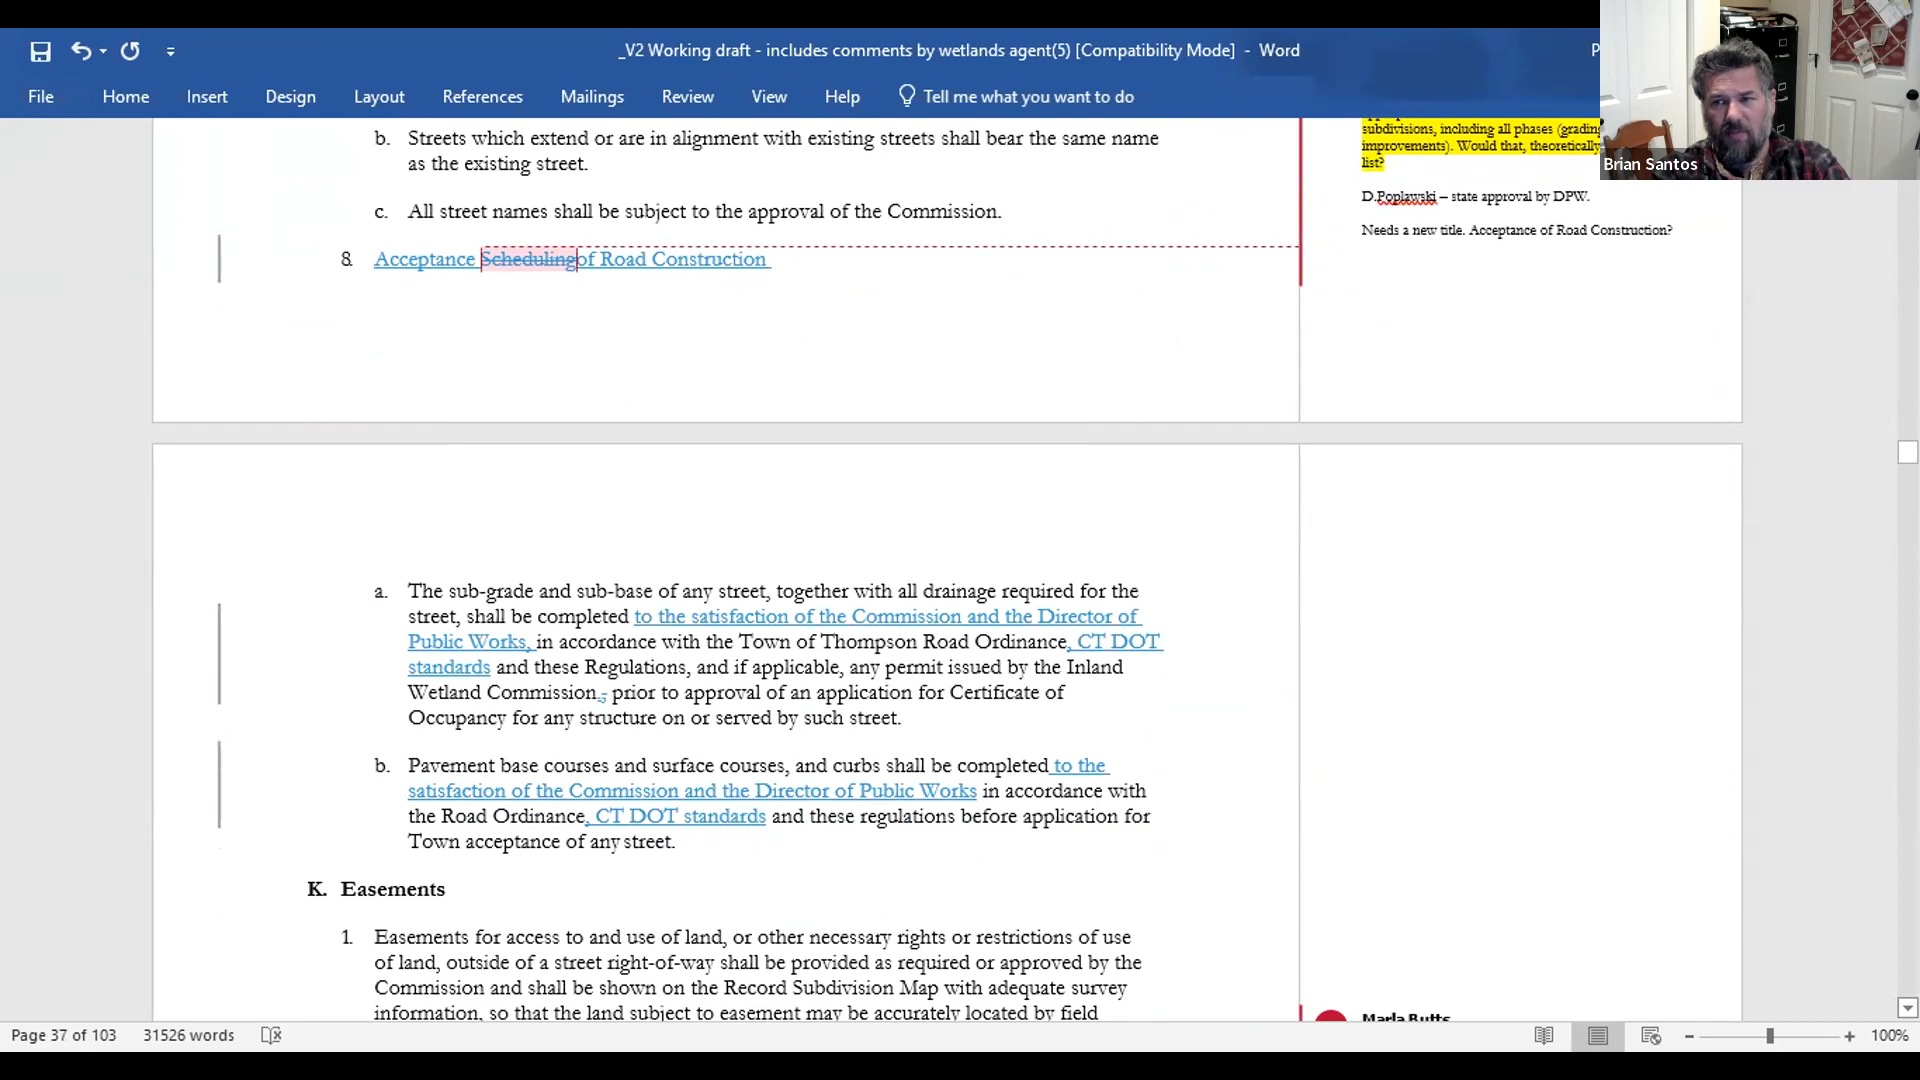 _V2 Working draft - includes comments by wetlands agent(5) [Compatibility Mode] - Word
File Home Insert Design Layout References Mailings Review View Help Tell me what you want to do
Brian Santos
b. Streets which extend or are in alignment with existing streets shall bear the same name
as the existing street.
c. All street names shall be subject to the approval of the Commission.
8. Acceptance Schedulingof Road Construction
subdivisions, including all phases (grading
improvements). Would that, theoretically
list?
D.Poplawski – state approval by DPW.
Needs a new title. Acceptance of Road Construction?
a. The sub-grade and sub-base of any street, together with all drainage required for the
street, shall be completed to the satisfaction of the Commission and the Director of
Public Works, in accordance with the Town of Thompson Road Ordinance, CT DOT
standards and these Regulations, and if applicable, any permit issued by the Inland
Wetland Commission., prior to approval of an application for Certificate of
Occupancy for any structure on or served by such street.
b. Pavement base courses and surface courses, and curbs shall be completed to the
satisfaction of the Commission and the Director of Public Works in accordance with
the Road Ordinance, CT DOT standards and these regulations before application for
Town acceptance of any street.
K. Easements
1. Easements for access to and use of land, or other necessary rights or restrictions of use
of land, outside of a street right-of-way shall be provided as required or approved by the
Commission and shall be shown on the Record Subdivision Map with adequate survey
information, so that the land subject to easement may be accurately located by field
Marla Butts
Page 37 of 103 31526 words 100%